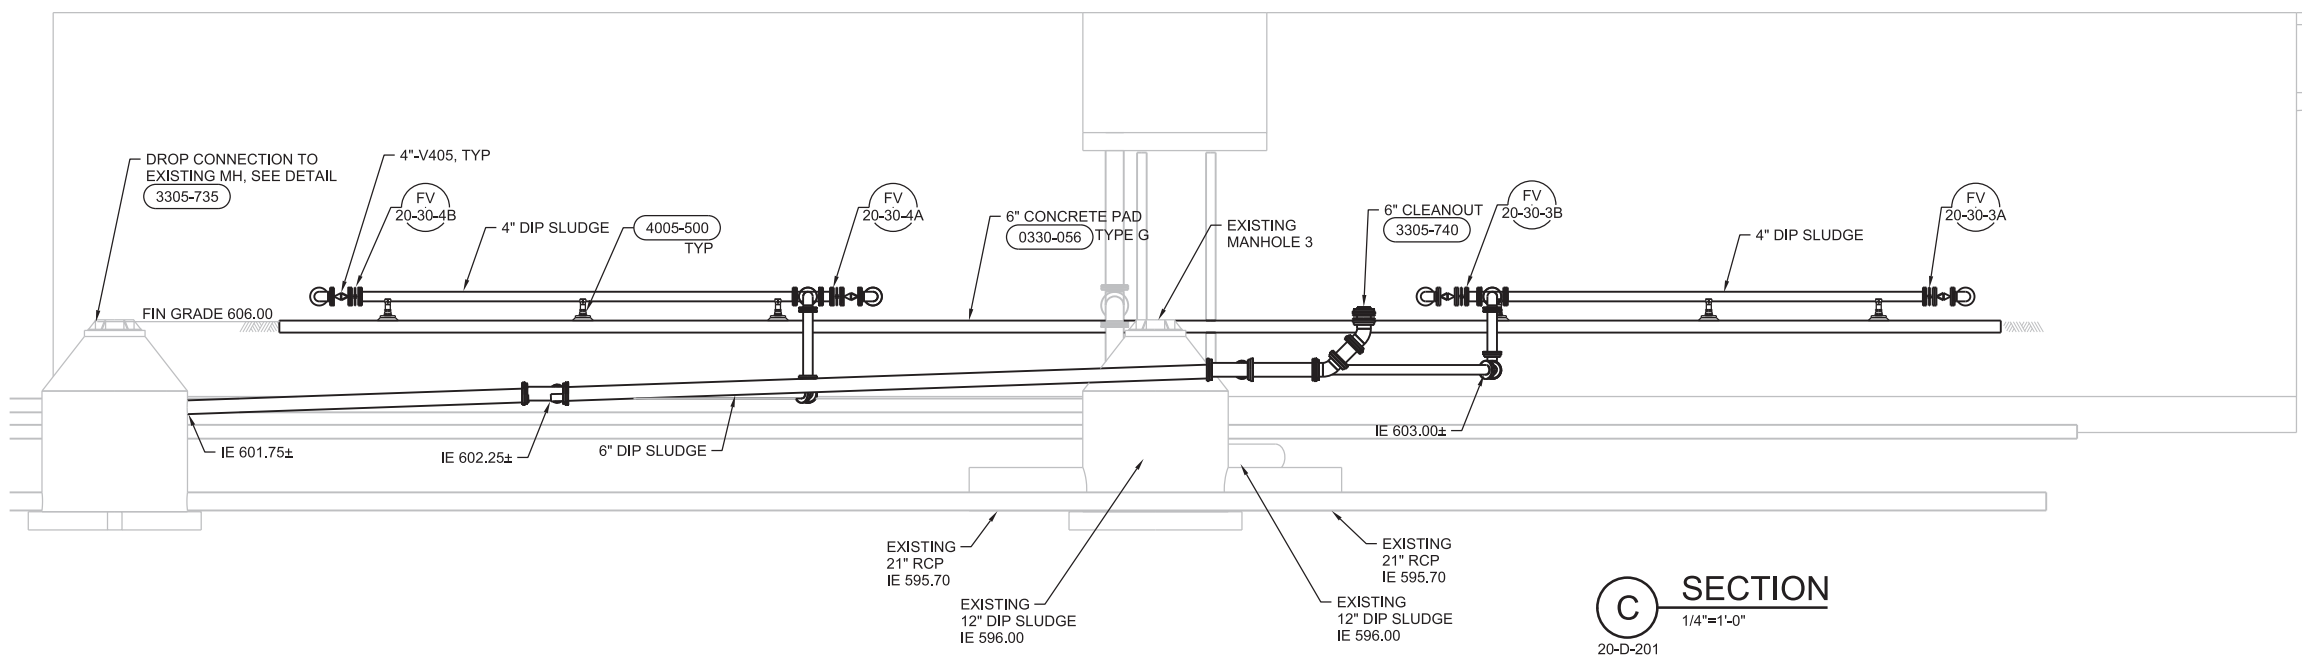 DROP CONNECTION TO
EXISTING MH, SEE DETAIL
3305-735
4"-V405, TYP
FV
20-30-4B
4" DIP SLUDGE
4005-500
TYP
FV
20-30-4A
6" CONCRETE PAD
0330-056 TYPE G
EXISTING
MANHOLE 3
6" CLEANOUT
3305-740
FV
20-30-3B
4" DIP SLUDGE
FV
20-30-3A
FIN GRADE 606.00
IE 601.75±
IE 602.25±
6" DIP SLUDGE
IE 603.00±
EXISTING
21" RCP
IE 595.70
EXISTING
12" DIP SLUDGE
IE 596.00
EXISTING
21" RCP
IE 595.70
EXISTING
12" DIP SLUDGE
IE 596.00
C
SECTION
1/4"=1'-0"
20-D-201